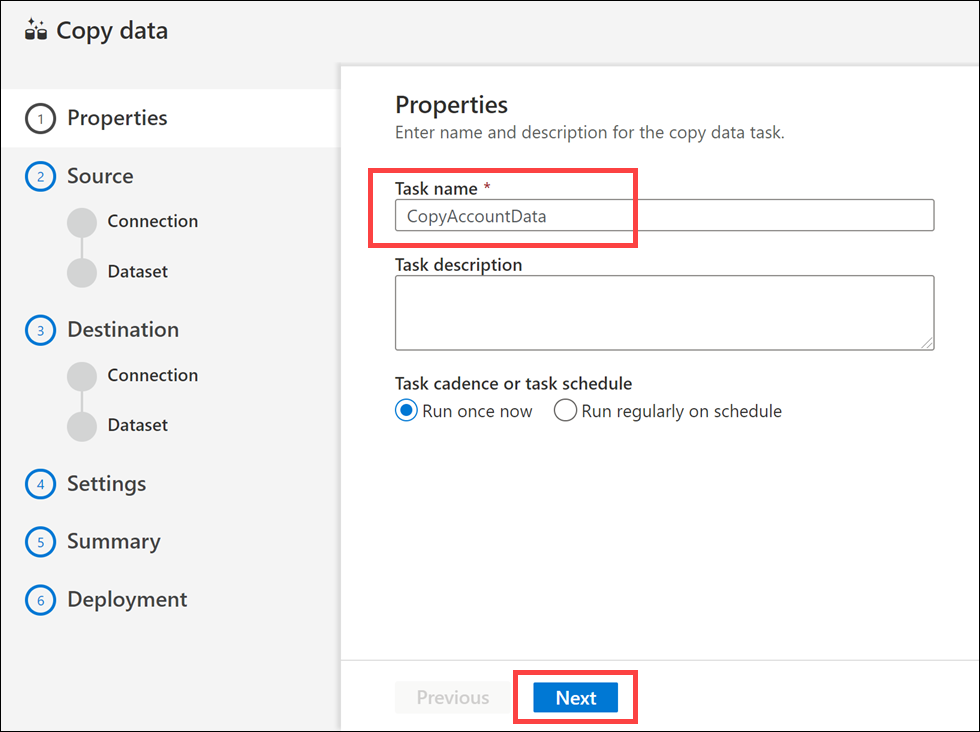 Copy data
1 Properties
2 Source
Connection
Dataset
3 Destination
Connection
Dataset
4 Settings
5 Summary
6 Deployment
Properties
Enter name and description for the copy data task.
Task name *
CopyAccountData
Task description
Task cadence or task schedule
Run once now Run regularly on schedule
Previous Next